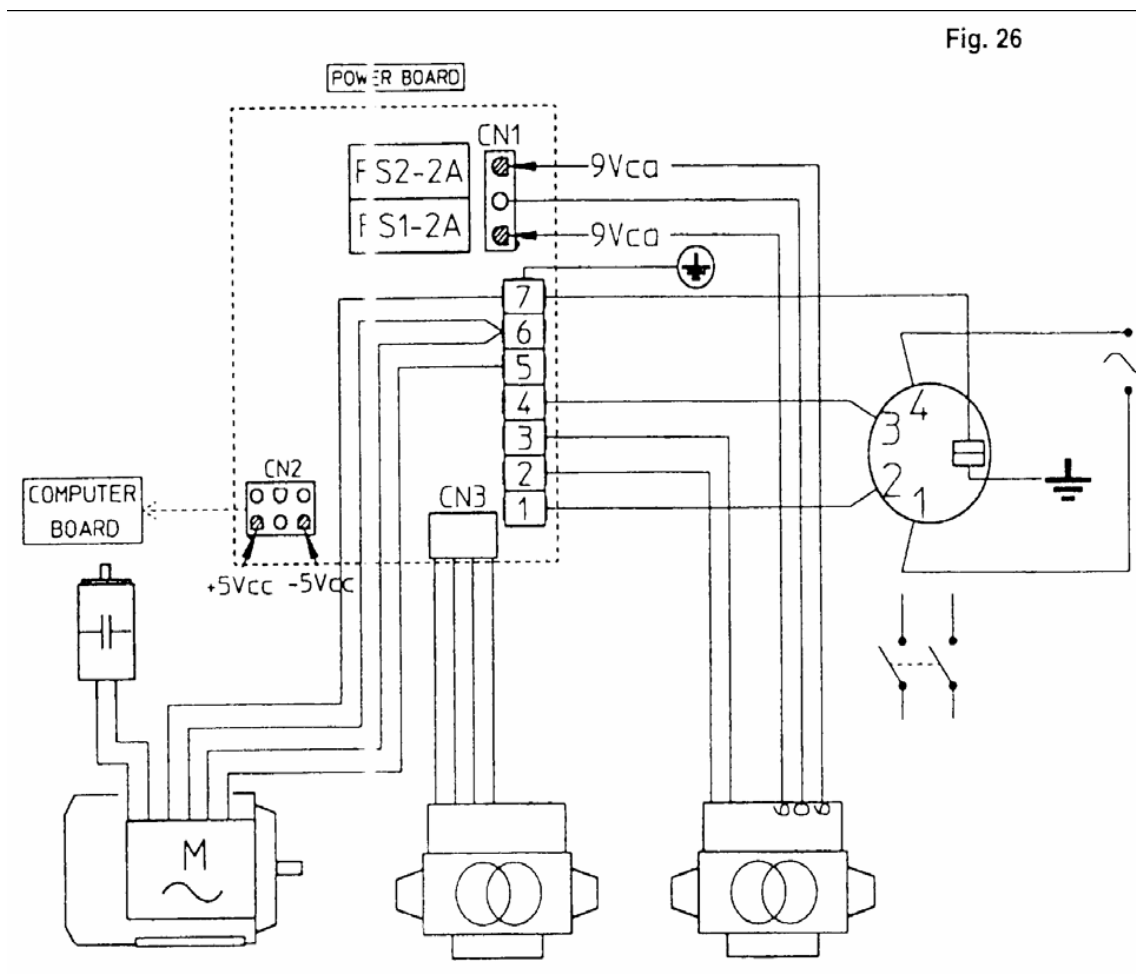 Fig. 26
POWER BOARD
CN1
FS2-2A
9Vca
FS1-2A
9Vca
7
6
5
4
3
2
1
4
3
2
1
CN2
COMPUTER
BOARD
CN3
+5Vcc -5Vcc
M